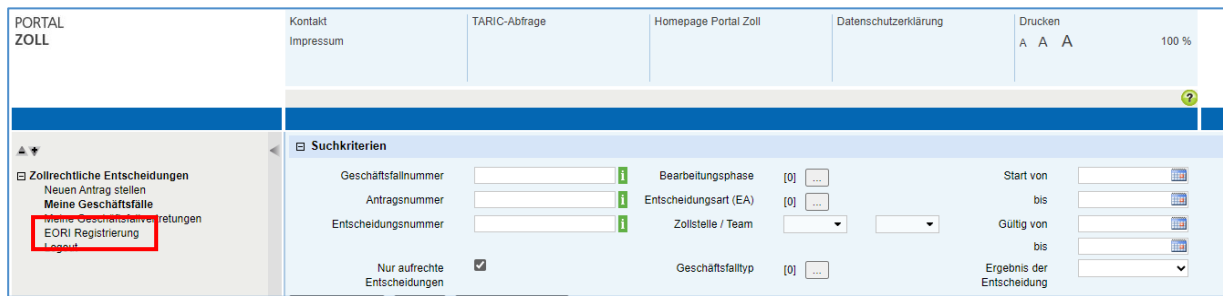 PORTAL
ZOLL
Kontakt
Impressum
TARIC-Abfrage
Homepage Portal Zoll
Datenschutzerklärung
Drucken
A A A 100 %
?
Zollrechtliche Entscheidungen
Neuen Antrag stellen
Meine Geschäftsfälle
Meine Geschäftsfallvertretungen
EORI Registrierung
Logout
Suchkriterien
Geschäftsfallnummer i Bearbeitungsphase [0] ... Start von
Antragsnummer i Entscheidungsart (EA) [0] ... bis
Entscheidungsnummer i Zollstelle / Team Gültig von
bis
Nur aufrechte Entscheidungen Geschäftsfalltyp [0] ... Ergebnis der Entscheidung